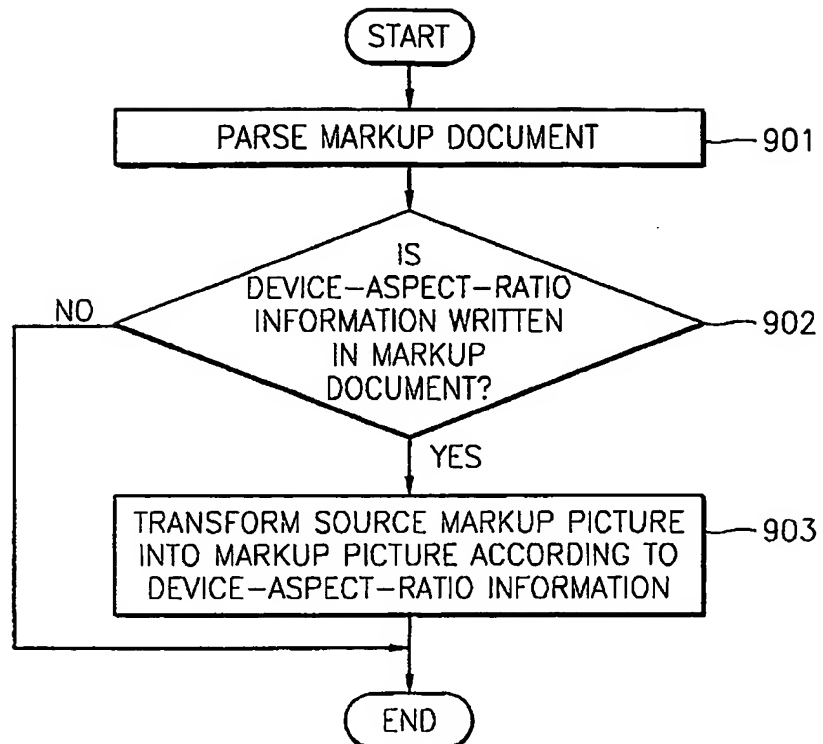 START
PARSE MARKUP DOCUMENT
901
IS
DEVICE-ASPECT-RATIO
INFORMATION WRITTEN
IN MARKUP
DOCUMENT?
902
NO
YES
TRANSFORM SOURCE MARKUP PICTURE
INTO MARKUP PICTURE ACCORDING TO
DEVICE-ASPECT-RATIO INFORMATION
903
END